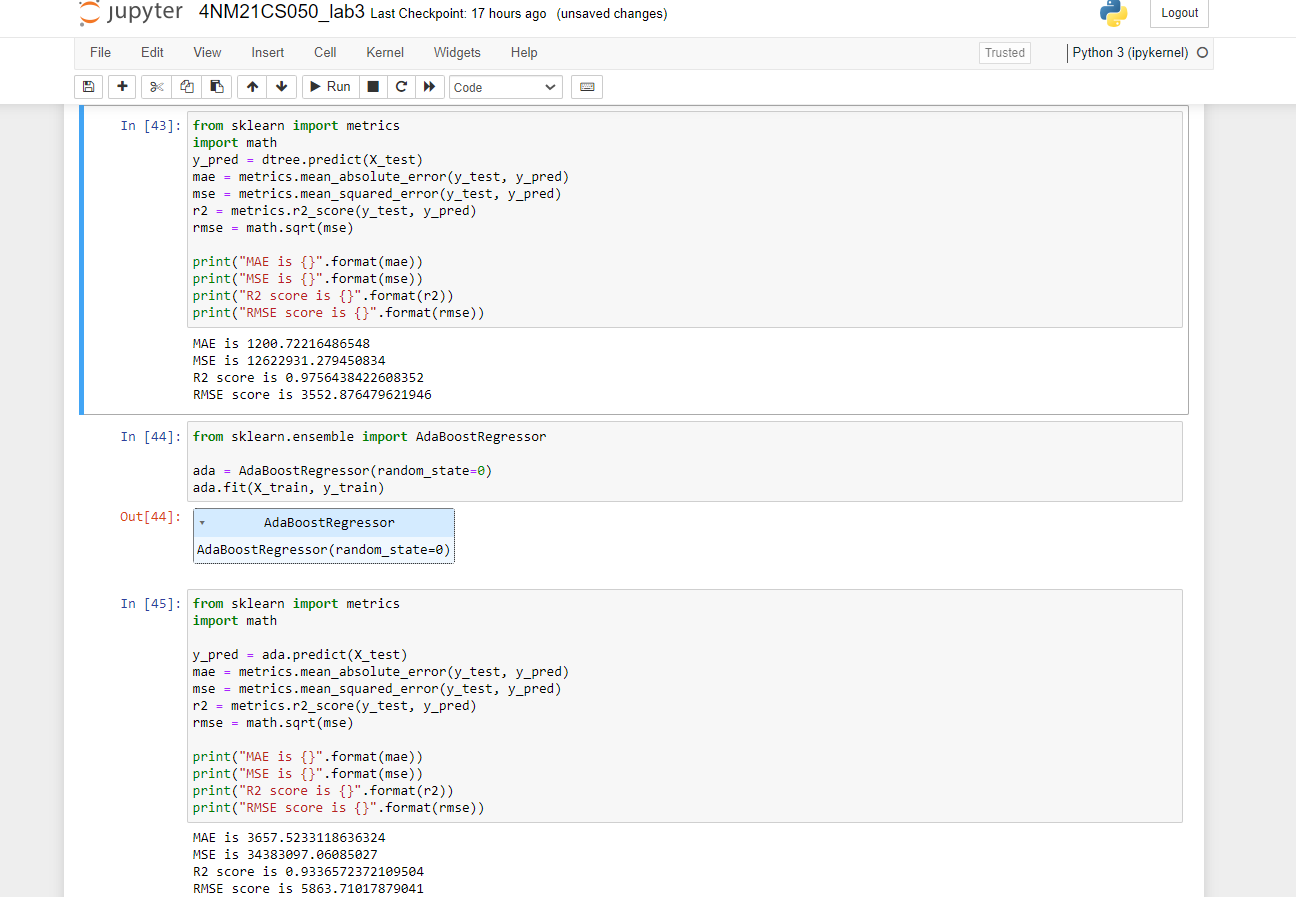 jupyter 4NM21CS050_lab3 Last Checkpoint: 17 hours ago (unsaved changes) Logout
File Edit View Insert Cell Kernel Widgets Help Trusted Python 3 (ipykernel)
Run Code
In [43]: from sklearn import metrics
import math
y_pred = dtree.predict(X_test)
mae = metrics.mean_absolute_error(y_test, y_pred)
mse = metrics.mean_squared_error(y_test, y_pred)
r2 = metrics.r2_score(y_test, y_pred)
rmse = math.sqrt(mse)
print("MAE is {}".format(mae))
print("MSE is {}".format(mse))
print("R2 score is {}".format(r2))
print("RMSE score is {}".format(rmse))
MAE is 1200.72216486548
MSE is 12622931.279450834
R2 score is 0.9756438422608352
RMSE score is 3552.876479621946
In [44]: from sklearn.ensemble import AdaBoostRegressor
ada = AdaBoostRegressor(random_state=0)
ada.fit(X_train, y_train)
Out[44]: AdaBoostRegressor
AdaBoostRegressor(random_state=0)
In [45]: from sklearn import metrics
import math
y_pred = ada.predict(X_test)
mae = metrics.mean_absolute_error(y_test, y_pred)
mse = metrics.mean_squared_error(y_test, y_pred)
r2 = metrics.r2_score(y_test, y_pred)
rmse = math.sqrt(mse)
print("MAE is {}".format(mae))
print("MSE is {}".format(mse))
print("R2 score is {}".format(r2))
print("RMSE score is {}".format(rmse))
MAE is 3657.5233118636324
MSE is 34383097.06085027
R2 score is 0.9336572372109504
RMSE score is 5863.71017879041